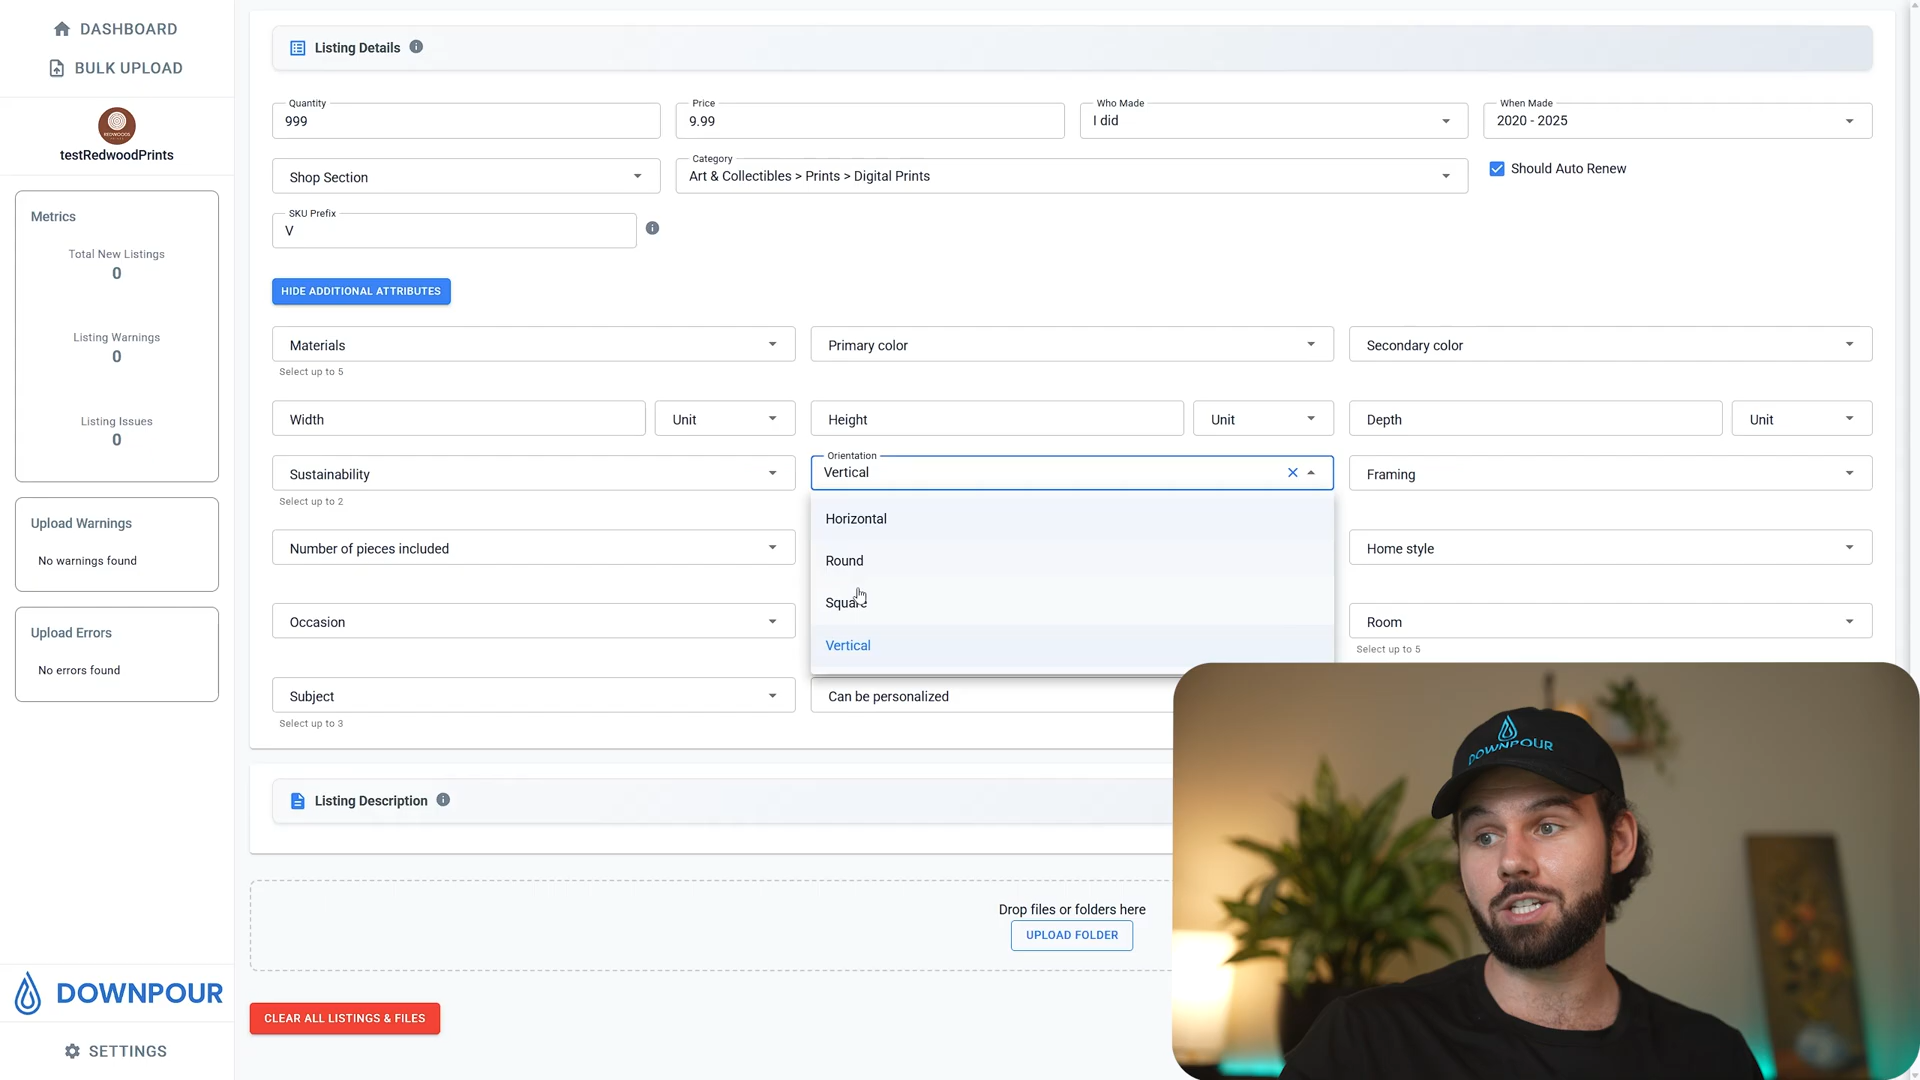 DASHBOARD
BULK UPLOAD
REDWOODS
testRedwoodPrints
Metrics
Total New Listings
0
Listing Warnings
0
Listing Issues
0
Upload Warnings
No warnings found
Upload Errors
No errors found
DOWNPOUR
SETTINGS
Listing Details
Quantity
999
Price
9.99
Who Made
I did
When Made
2020 - 2025
Shop Section
Category
Art & Collectibles > Prints > Digital Prints
Should Auto Renew
SKU Prefix
V
HIDE ADDITIONAL ATTRIBUTES
Materials
Select up to 5
Primary color
Secondary color
Width
Unit
Height
Unit
Depth
Unit
Sustainability
Select up to 2
Orientation
Vertical
Horizontal
Round
Square
Vertical
Framing
Number of pieces included
Home style
Occasion
Room
Select up to 5
Subject
Select up to 3
Can be personalized
Listing Description
Drop files or folders here
UPLOAD FOLDER
CLEAR ALL LISTINGS & FILES
DOWNPOUR